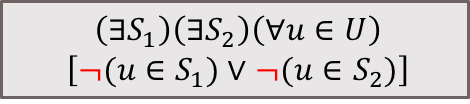 (∃S₁)(∃S₂)(∀u ∈ U)
[¬(u ∈ S₁) ∨ ¬(u ∈ S₂)]